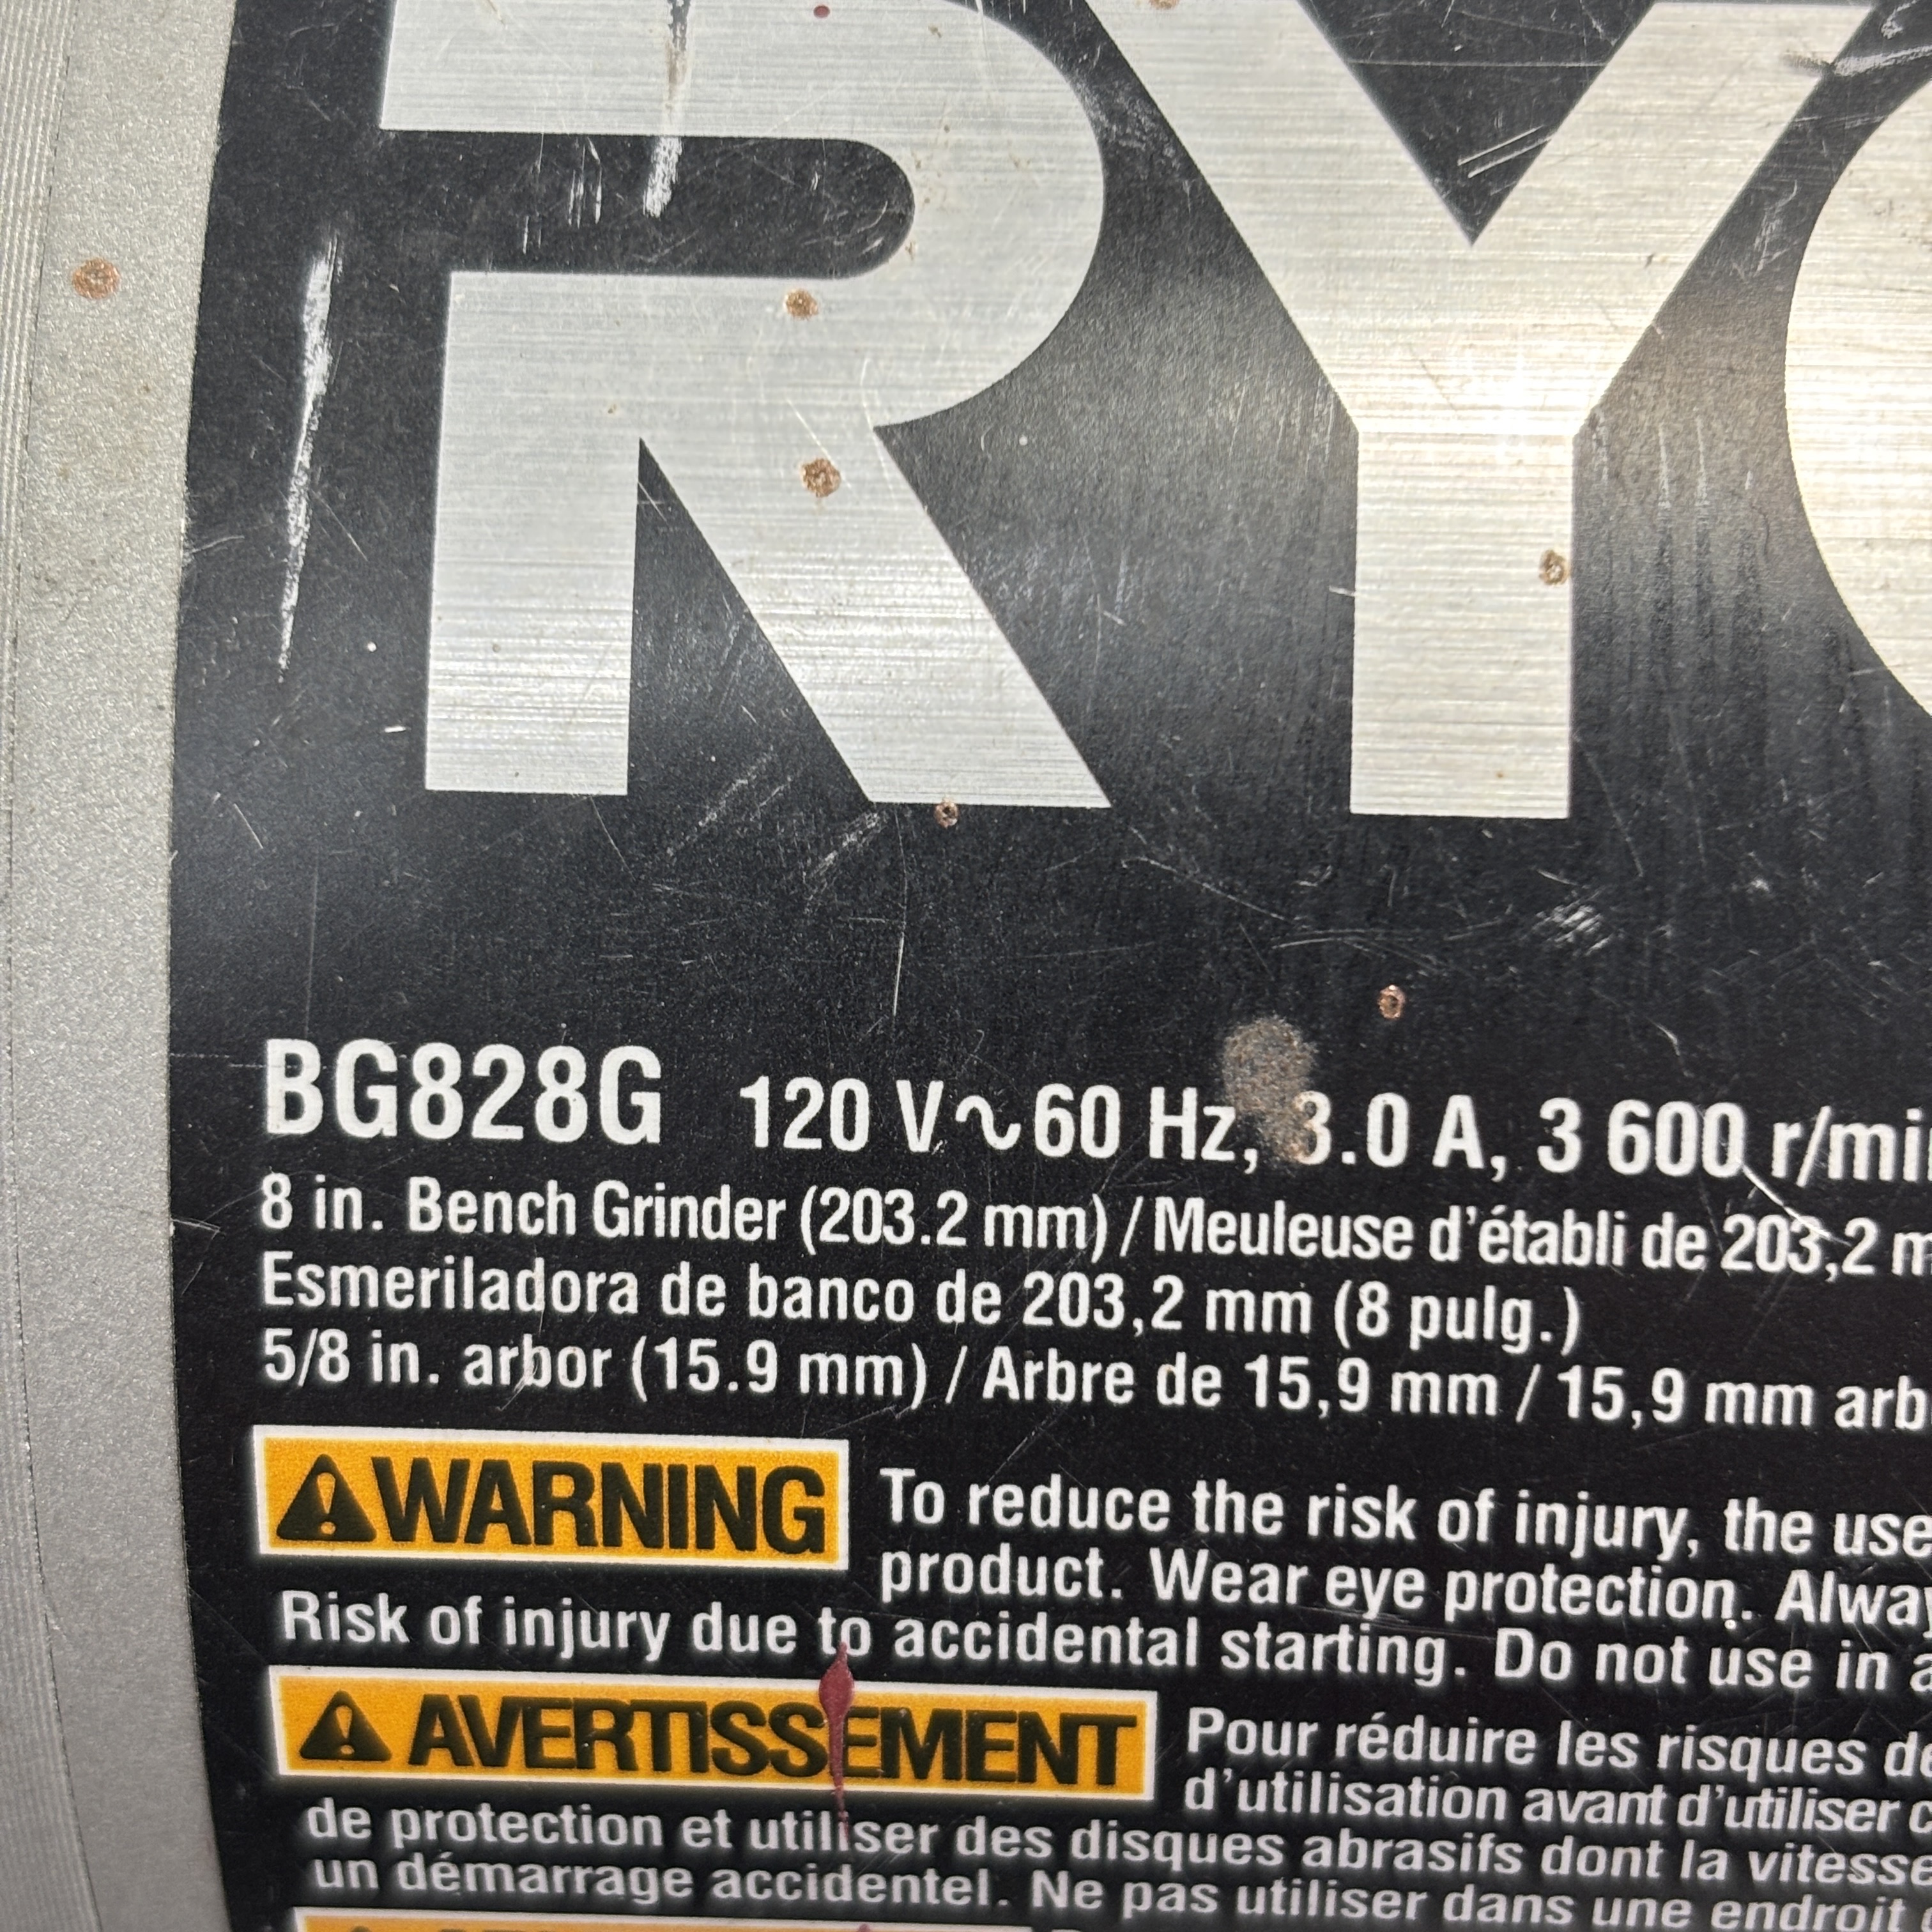 RYO
BG828G 120 V~60 Hz, 3.0 A, 3 600 r/min
8 in. Bench Grinder (203.2 mm) / Meuleuse d'établi de 203,2 m
Esmeriladora de banco de 203,2 mm (8 pulg.)
5/8 in. arbor (15.9 mm) / Arbre de 15,9 mm / 15,9 mm arb
⚠WARNING To reduce the risk of injury, the use
product. Wear eye protection. Alway
Risk of injury due to accidental starting. Do not use in a
⚠ AVERTISSEMENT Pour réduire les risques de
d'utilisation avant d'utiliser c
de protection et utiliser des disques abrasifs dont la vitesse
un démarrage accidentel. Ne pas utiliser dans une endroit